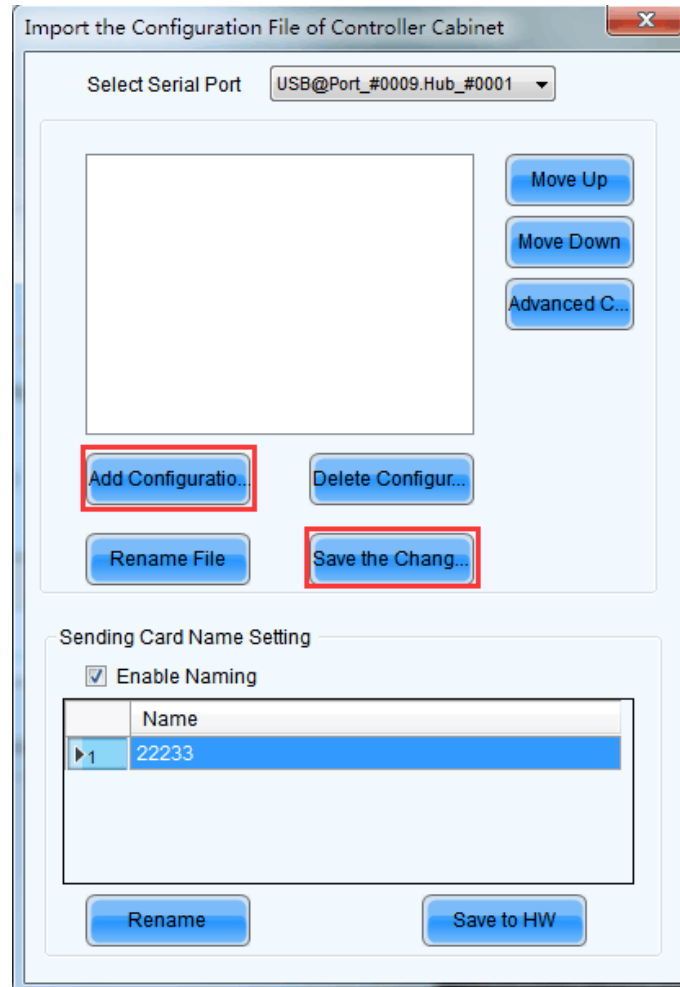 Import the Configuration File of Controller Cabinet
Select Serial Port USB@Port_#0009.Hub_#0001
Move Up
Move Down
Advanced C...
Add Configuratio... Delete Configur...
Rename File Save the Chang...
Sending Card Name Setting
Enable Naming
Name
1 22233
Rename Save to HW